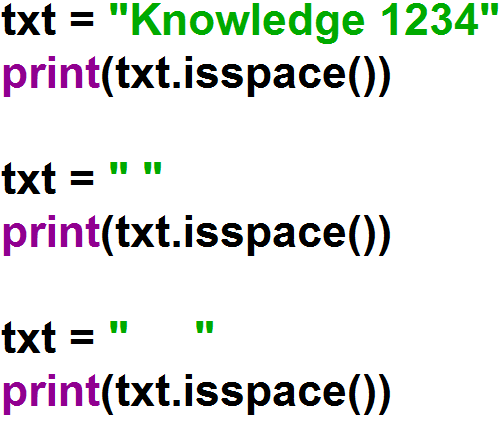 txt = "Knowledge 1234"
print(txt.isspace())
txt = " "
print(txt.isspace())
txt = "     "
print(txt.isspace())